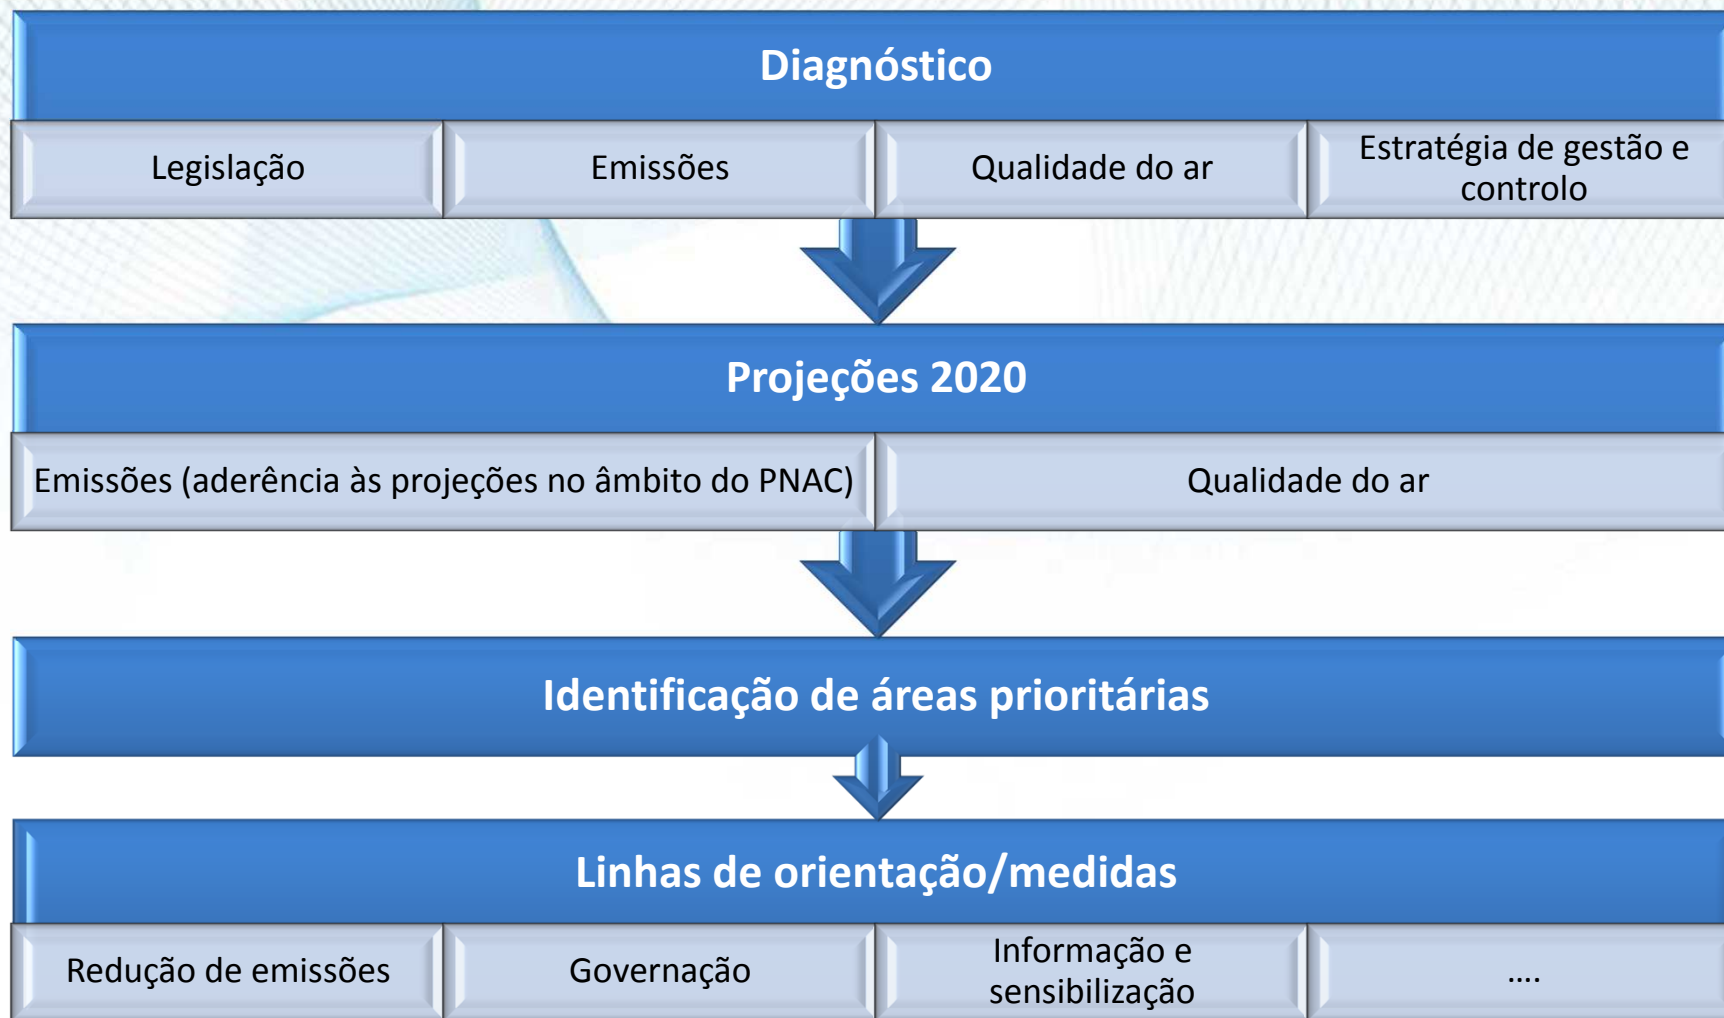 Diagnóstico
Legislação
Emissões
Qualidade do ar
Estratégia de gestão e
controlo
Projeções 2020
Emissões (aderência às projeções no âmbito do PNAC)
Qualidade do ar
Identificação de áreas prioritárias
Linhas de orientação/medidas
Redução de emissões
Governação
Informação e
sensibilização
....